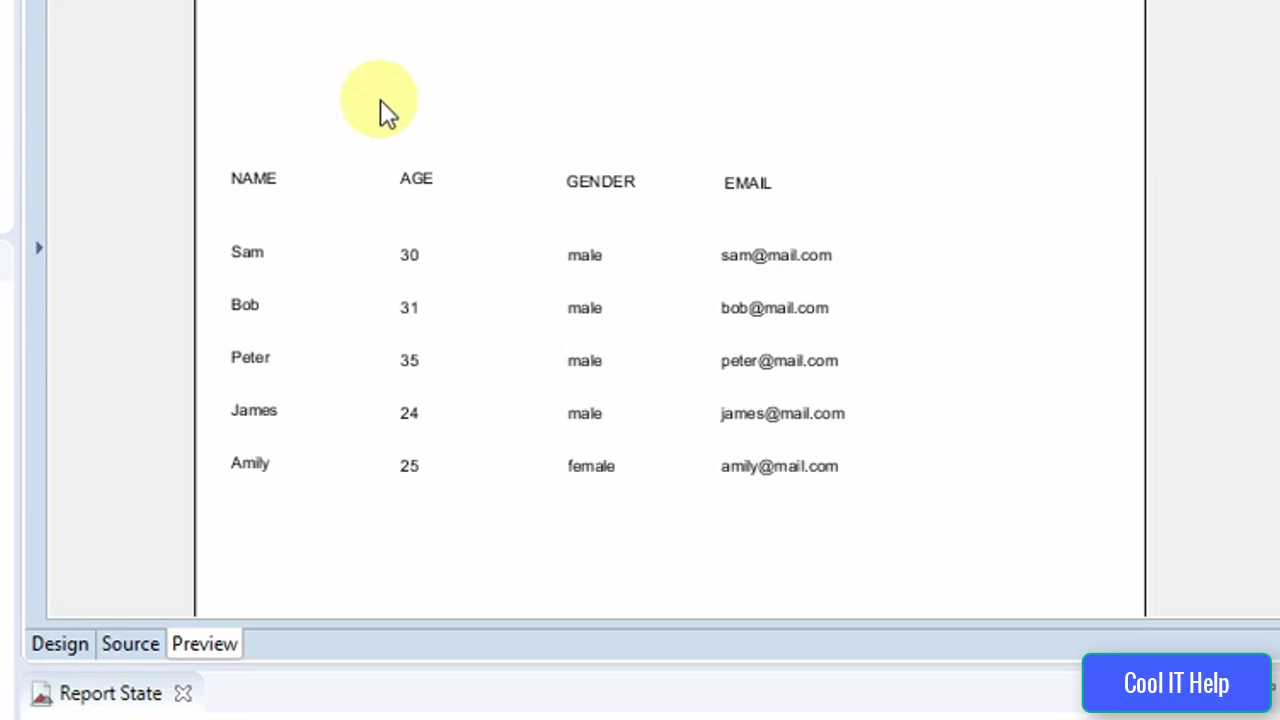 NAME AGE GENDER EMAIL
Sam 30 male sam@mail.com
Bob 31 male bob@mail.com
Peter 35 male peter@mail.com
James 24 male james@mail.com
Amily 25 female amily@mail.com
Design Source Preview
Report State
Cool IT Help